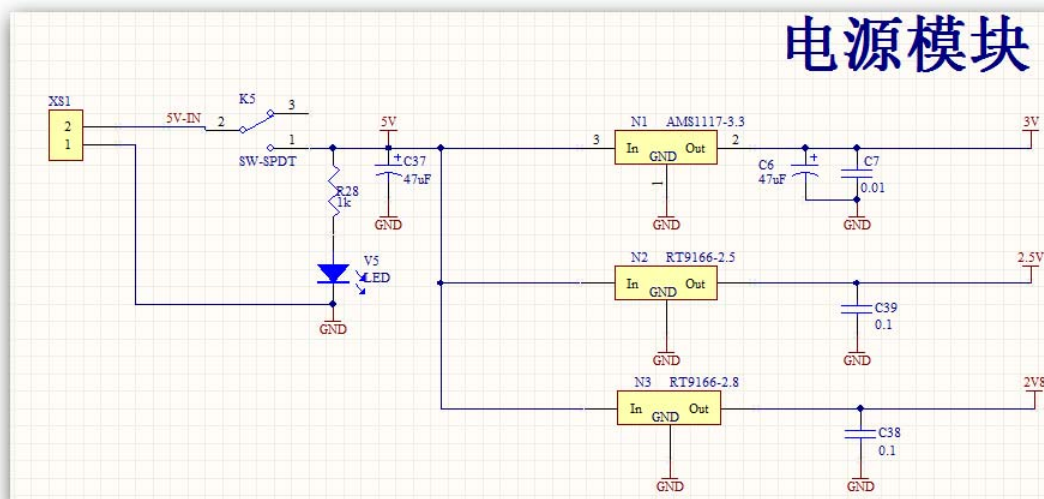 电源模块
XS1
2
1
5V-IN
K5
2
3
1
SW-SPDT
5V
C37
47uF
GND
R28
1k
V5
LED
GND
N1 AMS1117-3.3
3
In
GND
Out
2
1
GND
C6
47uF
C7
0.01
GND
3V
N2 RT9166-2.5
In
GND
Out
GND
C39
0.1
GND
2.5V
N3 RT9166-2.8
In
GND
Out
GND
C38
0.1
GND
2V8